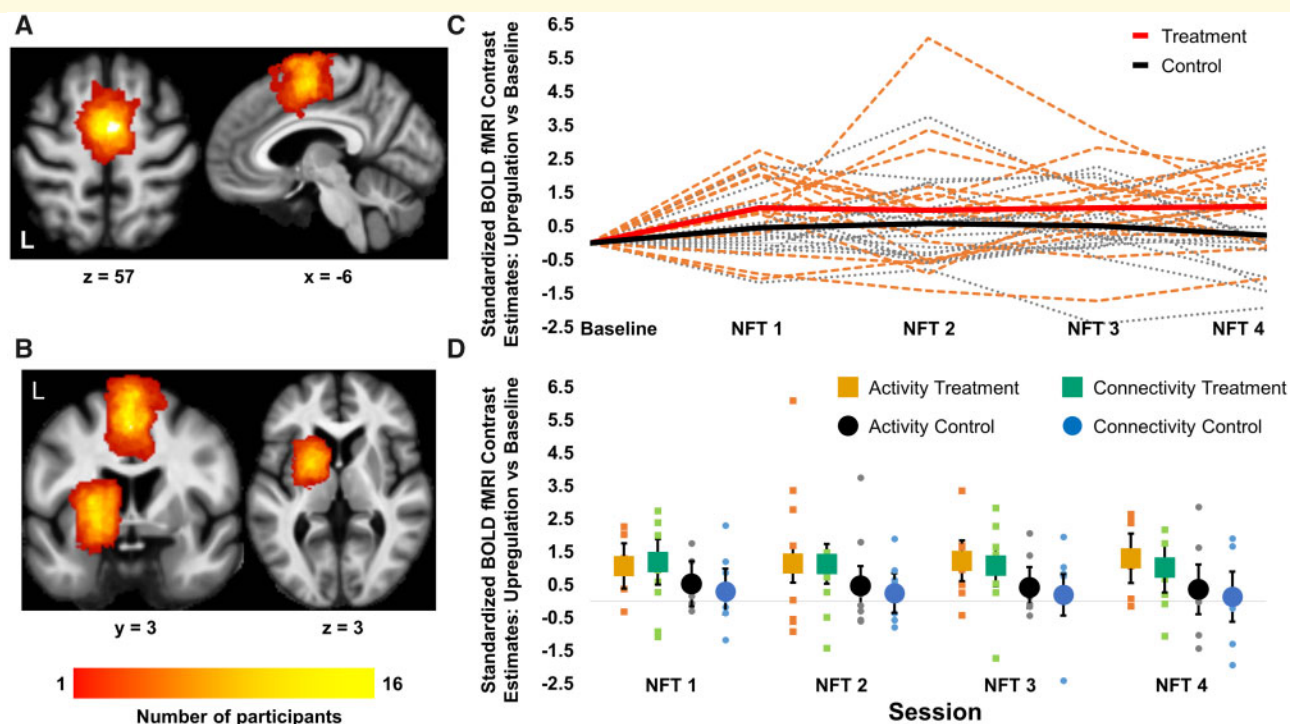 A
L
z = 57
x = -6
B
L
y = 3
z = 3
1
16
Number of participants
C
Standardized BOLD fMRI Contrast
Estimates: Upregulation vs Baseline
6.5
5.5
4.5
3.5
2.5
1.5
0.5
-0.5
-1.5
-2.5
Treatment
Control
Baseline
NFT 1
NFT 2
NFT 3
NFT 4
D
Standardized BOLD fMRI Contrast
Estimates: Upregulation vs Baseline
6.5
5.5
4.5
3.5
2.5
1.5
0.5
-0.5
-1.5
-2.5
Activity Treatment
Connectivity Treatment
Activity Control
Connectivity Control
NFT 1
NFT 2
NFT 3
NFT 4
Session